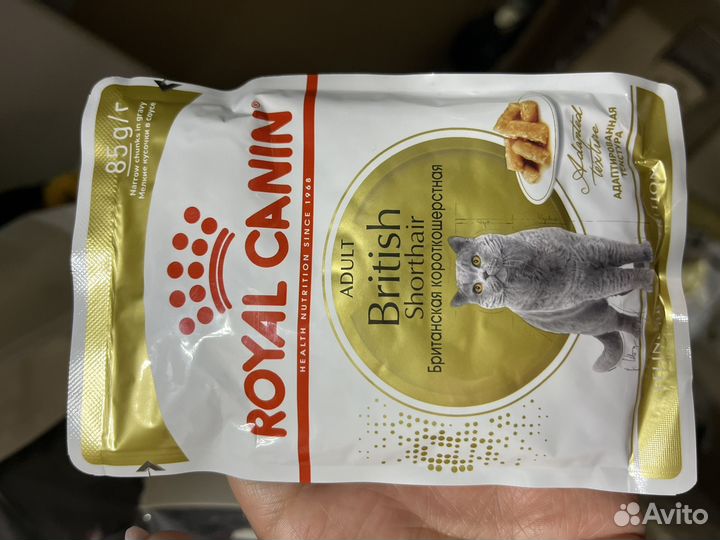 85g/г
Narrow chunks in gravy
Мелкие кусочки в соусе
ROYAL CANIN®
HEALTH NUTRITION SINCE 1968
ADULT
British
Shorthair
Британская короткошерстная
Adapted
texture
АДАПТИРОВАННАЯ
ТЕКСТУРА
Avito